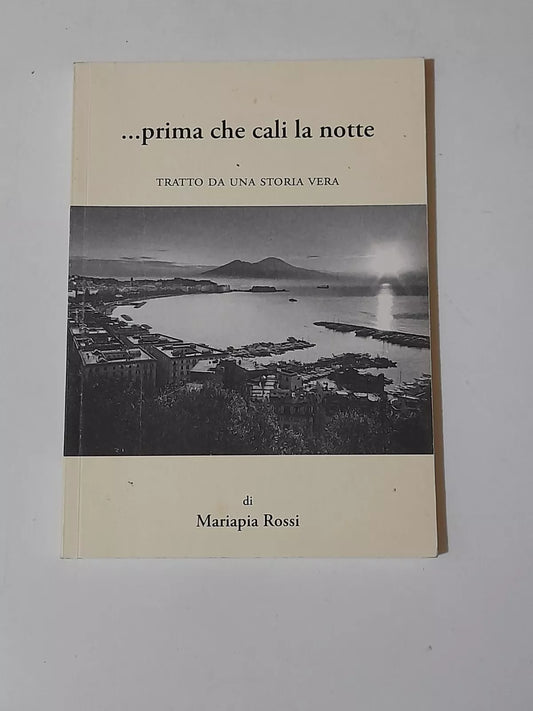 ...prima che cali la notte
TRATTO DA UNA STORIA VERA
di
Mariapia Rossi